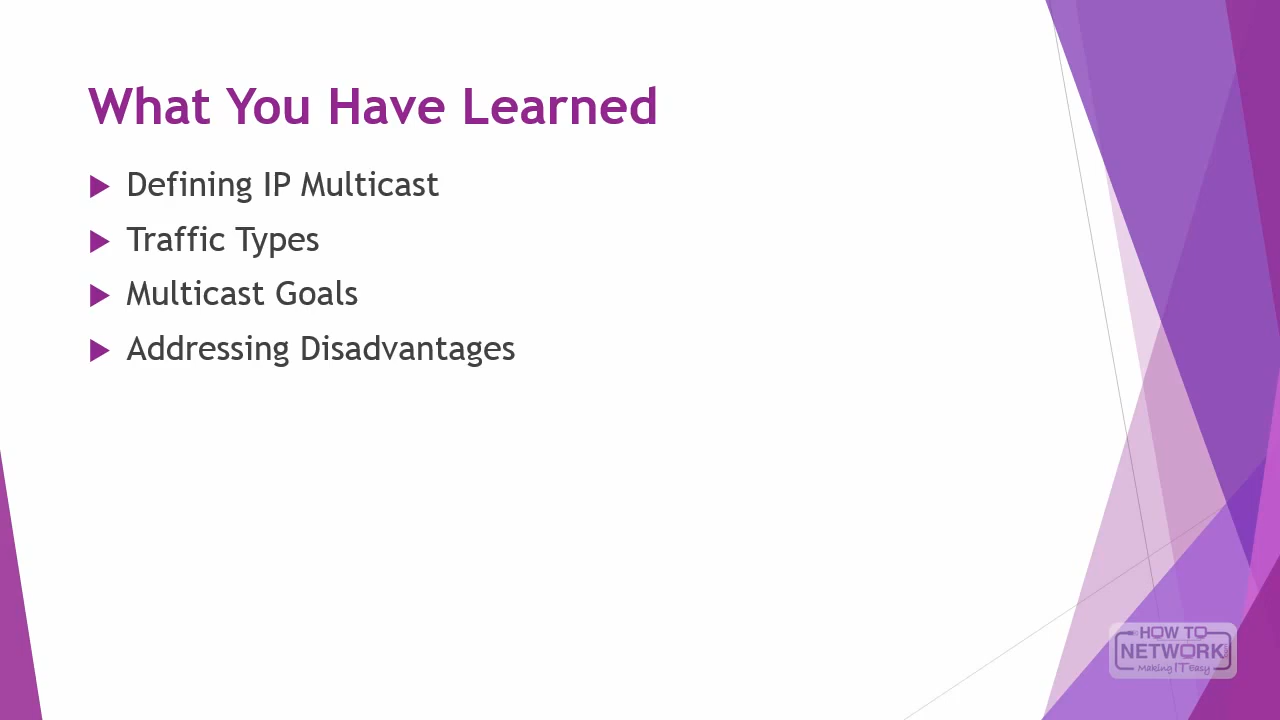 What You Have Learned
Defining IP Multicast
Traffic Types
Multicast Goals
Addressing Disadvantages
HOW TO
NETWORK
Making IT Easy